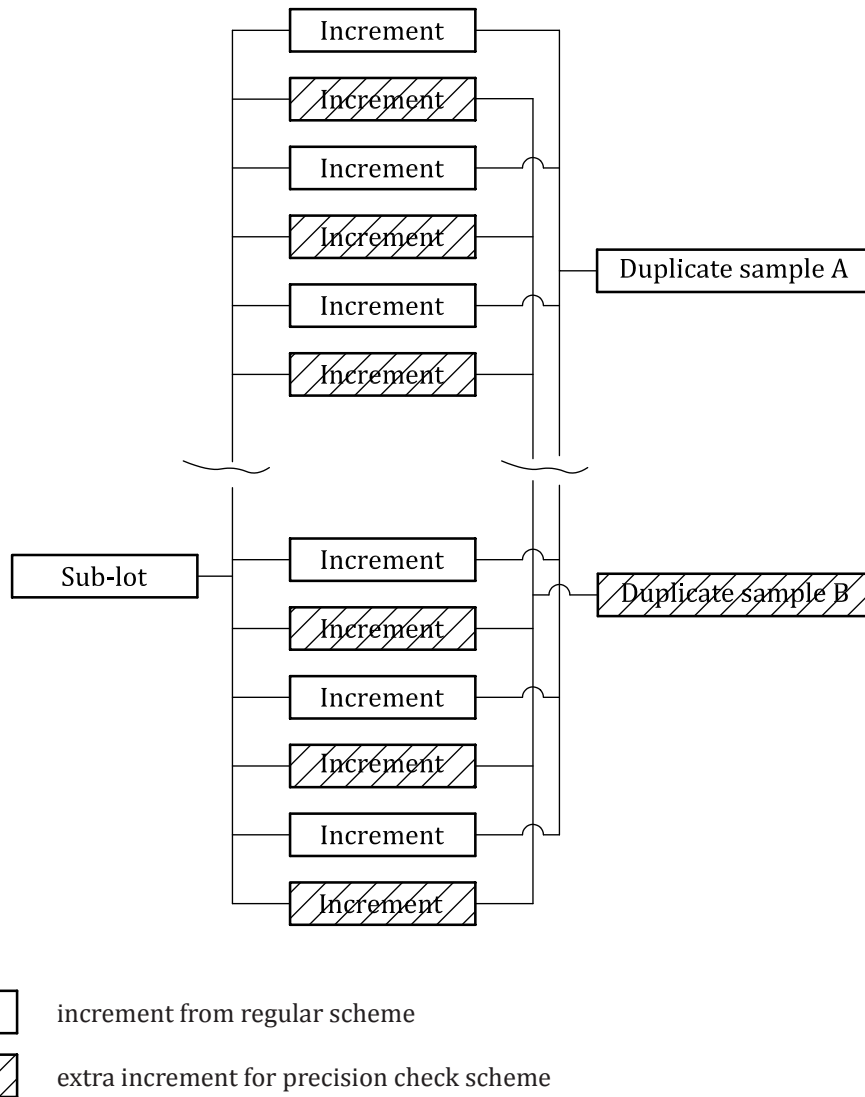 Increment
Increment
Increment
Increment
Duplicate sample A
Increment
Increment
Increment
Sub-lot
Duplicate sample B
Increment
Increment
Increment
Increment
Increment
increment from regular scheme
extra increment for precision check scheme